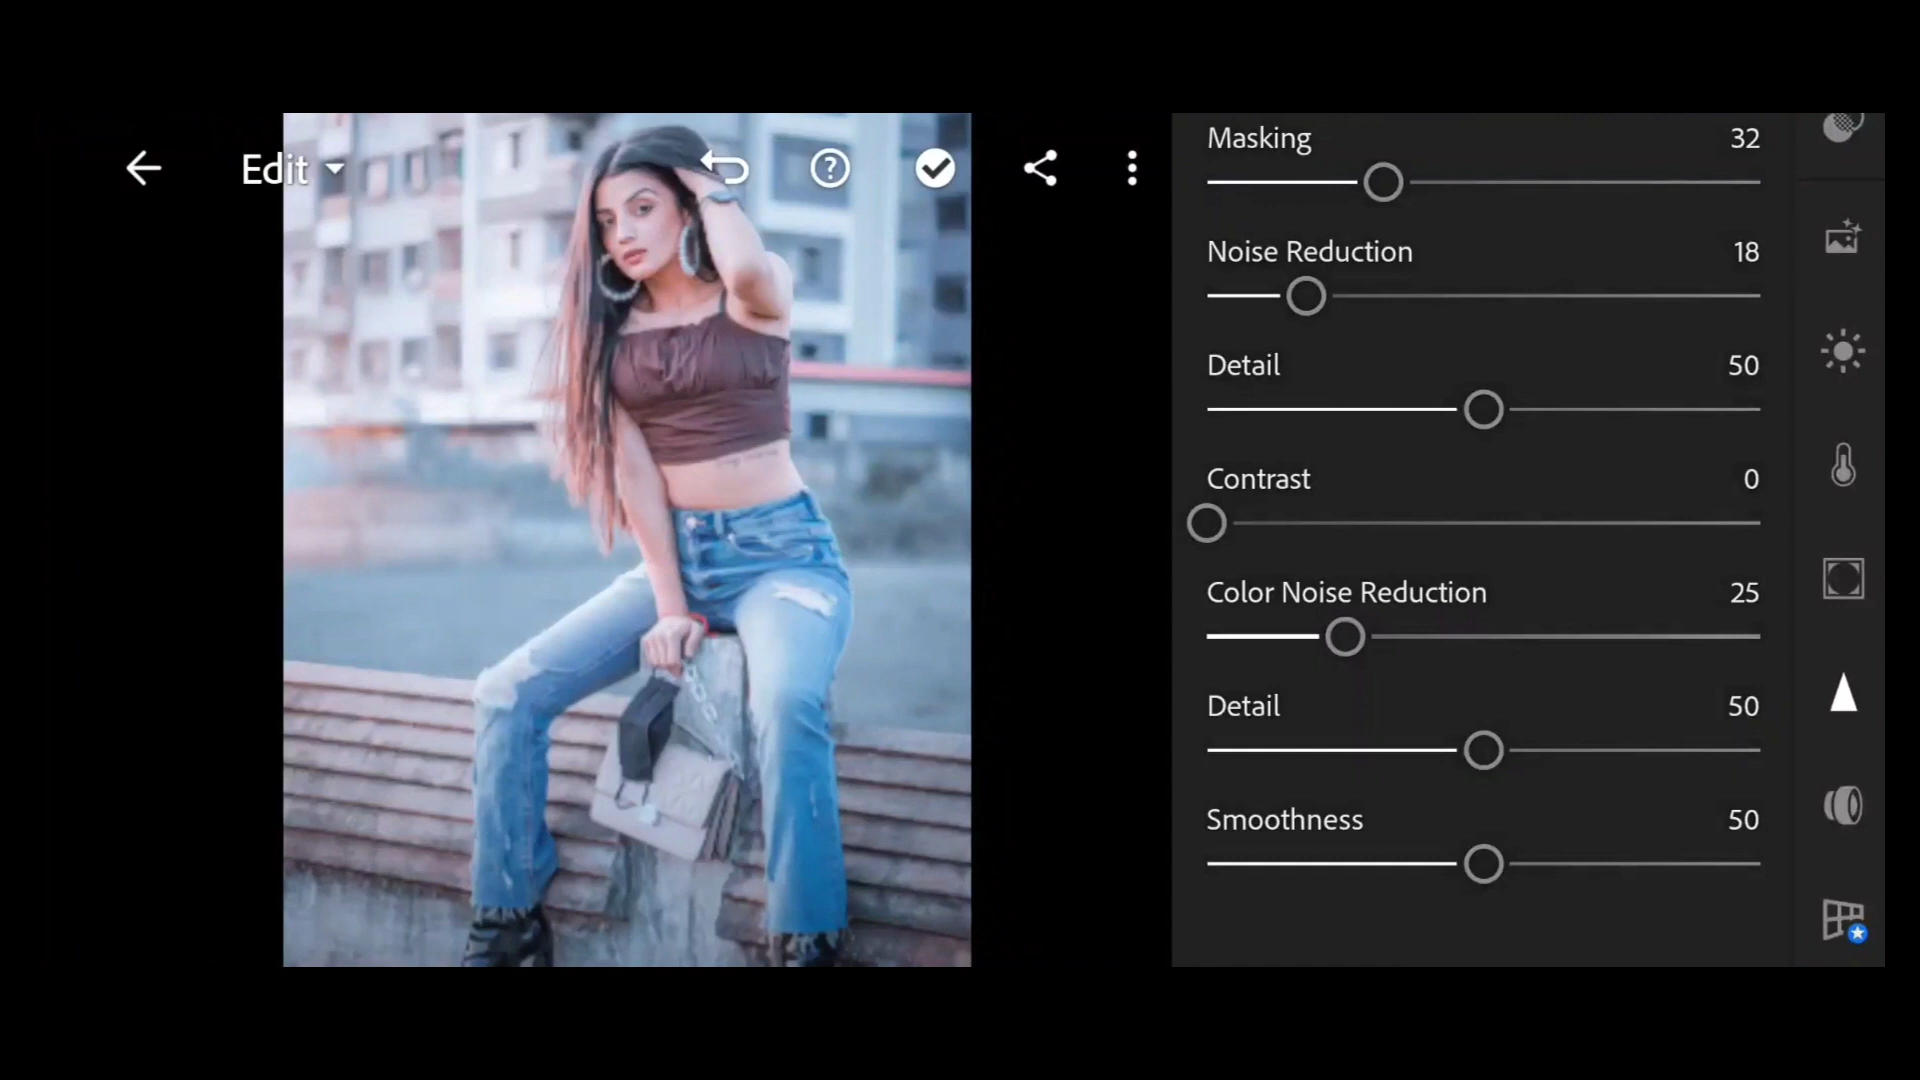 Edit
Masking 32
Noise Reduction 18
Detail 50
Contrast 0
Color Noise Reduction 25
Detail 50
Smoothness 50